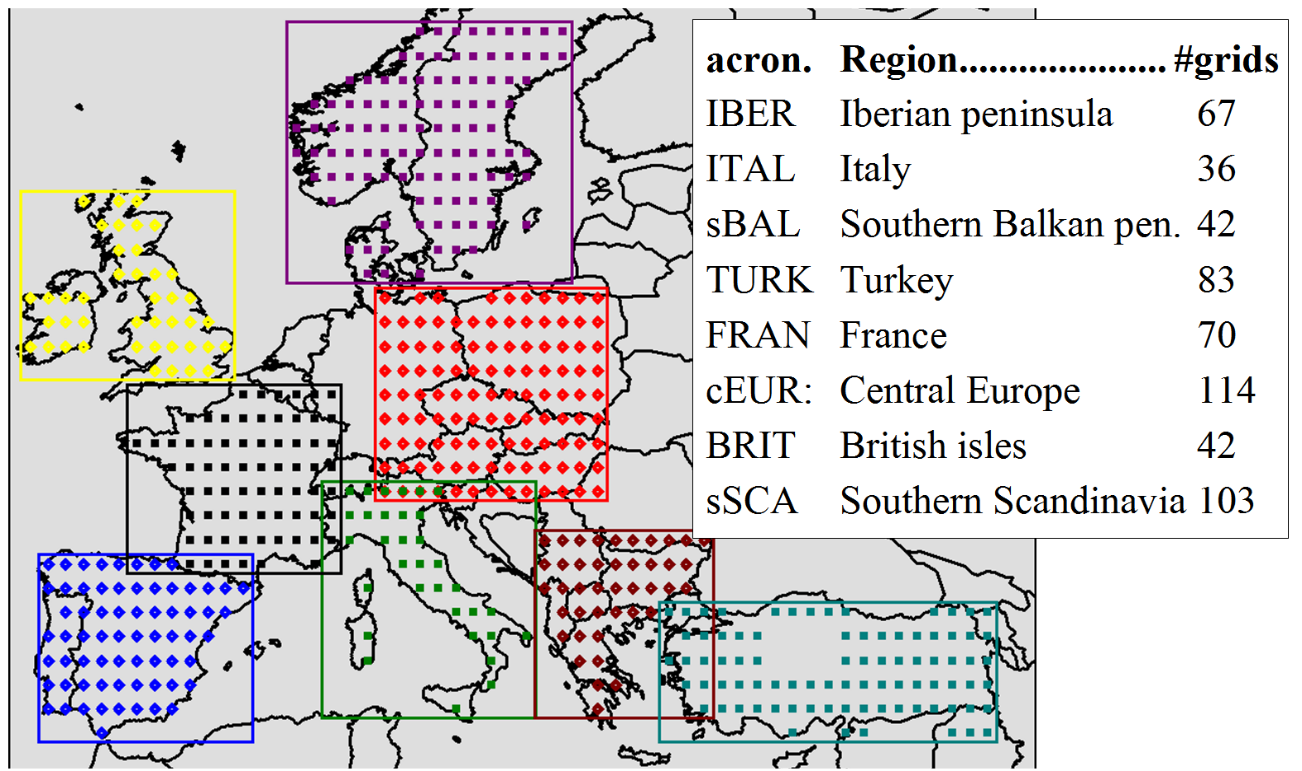 acron. Region..................... #grids
IBER Iberian peninsula 67
ITAL Italy 36
sBAL Southern Balkan pen. 42
TURK Turkey 83
FRAN France 70
cEUR: Central Europe 114
BRIT British isles 42
sSCA Southern Scandinavia 103